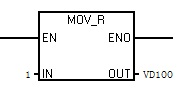 MOV_R
EN ENO
1 IN OUT VD100